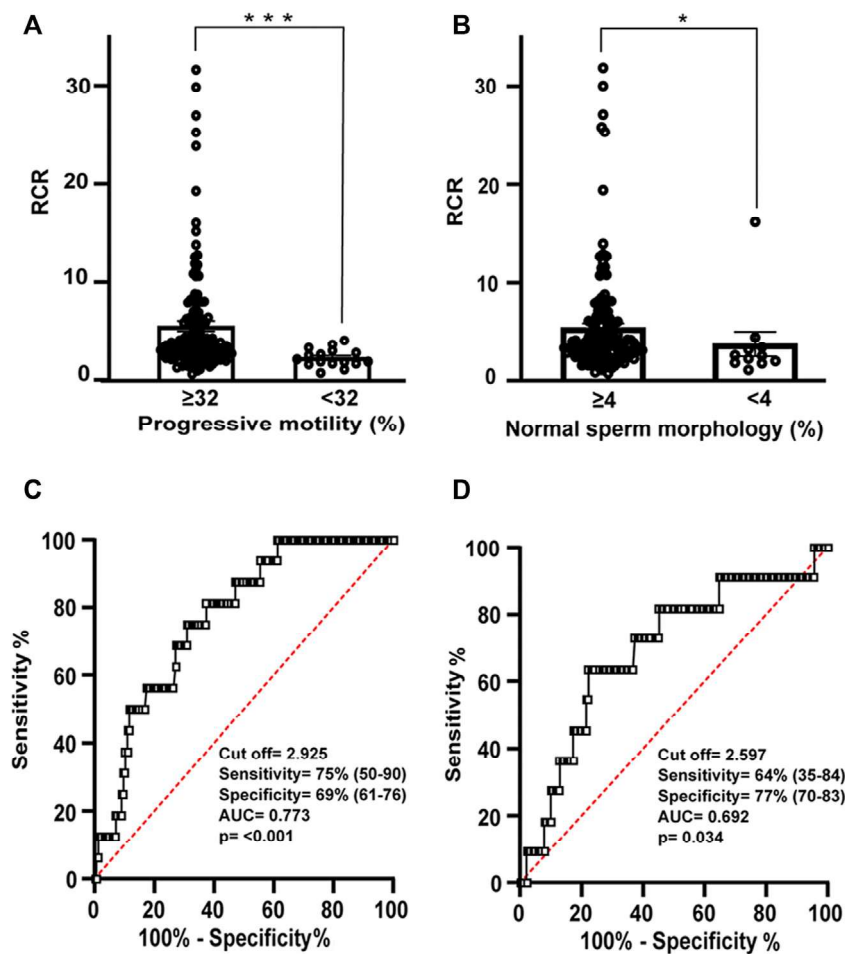 A
* * *
RCR
30
20
10
0
≥32
<32
Progressive motility (%)
B
*
RCR
30
20
10
0
≥4
<4
Normal sperm morphology (%)
C
Sensitivity %
100
80
60
40
20
0
Cut off= 2.925
Sensitivity= 75% (50-90)
Specificity= 69% (61-76)
AUC= 0.773
p= <0.001
0 20 40 60 80 100
100% - Specificity%
D
Sensitivity %
100
80
60
40
20
0
Cut off= 2.597
Sensitivity= 64% (35-84)
Specificity= 77% (70-83)
AUC= 0.692
p= 0.034
0 20 40 60 80 100
100% - Specificity %